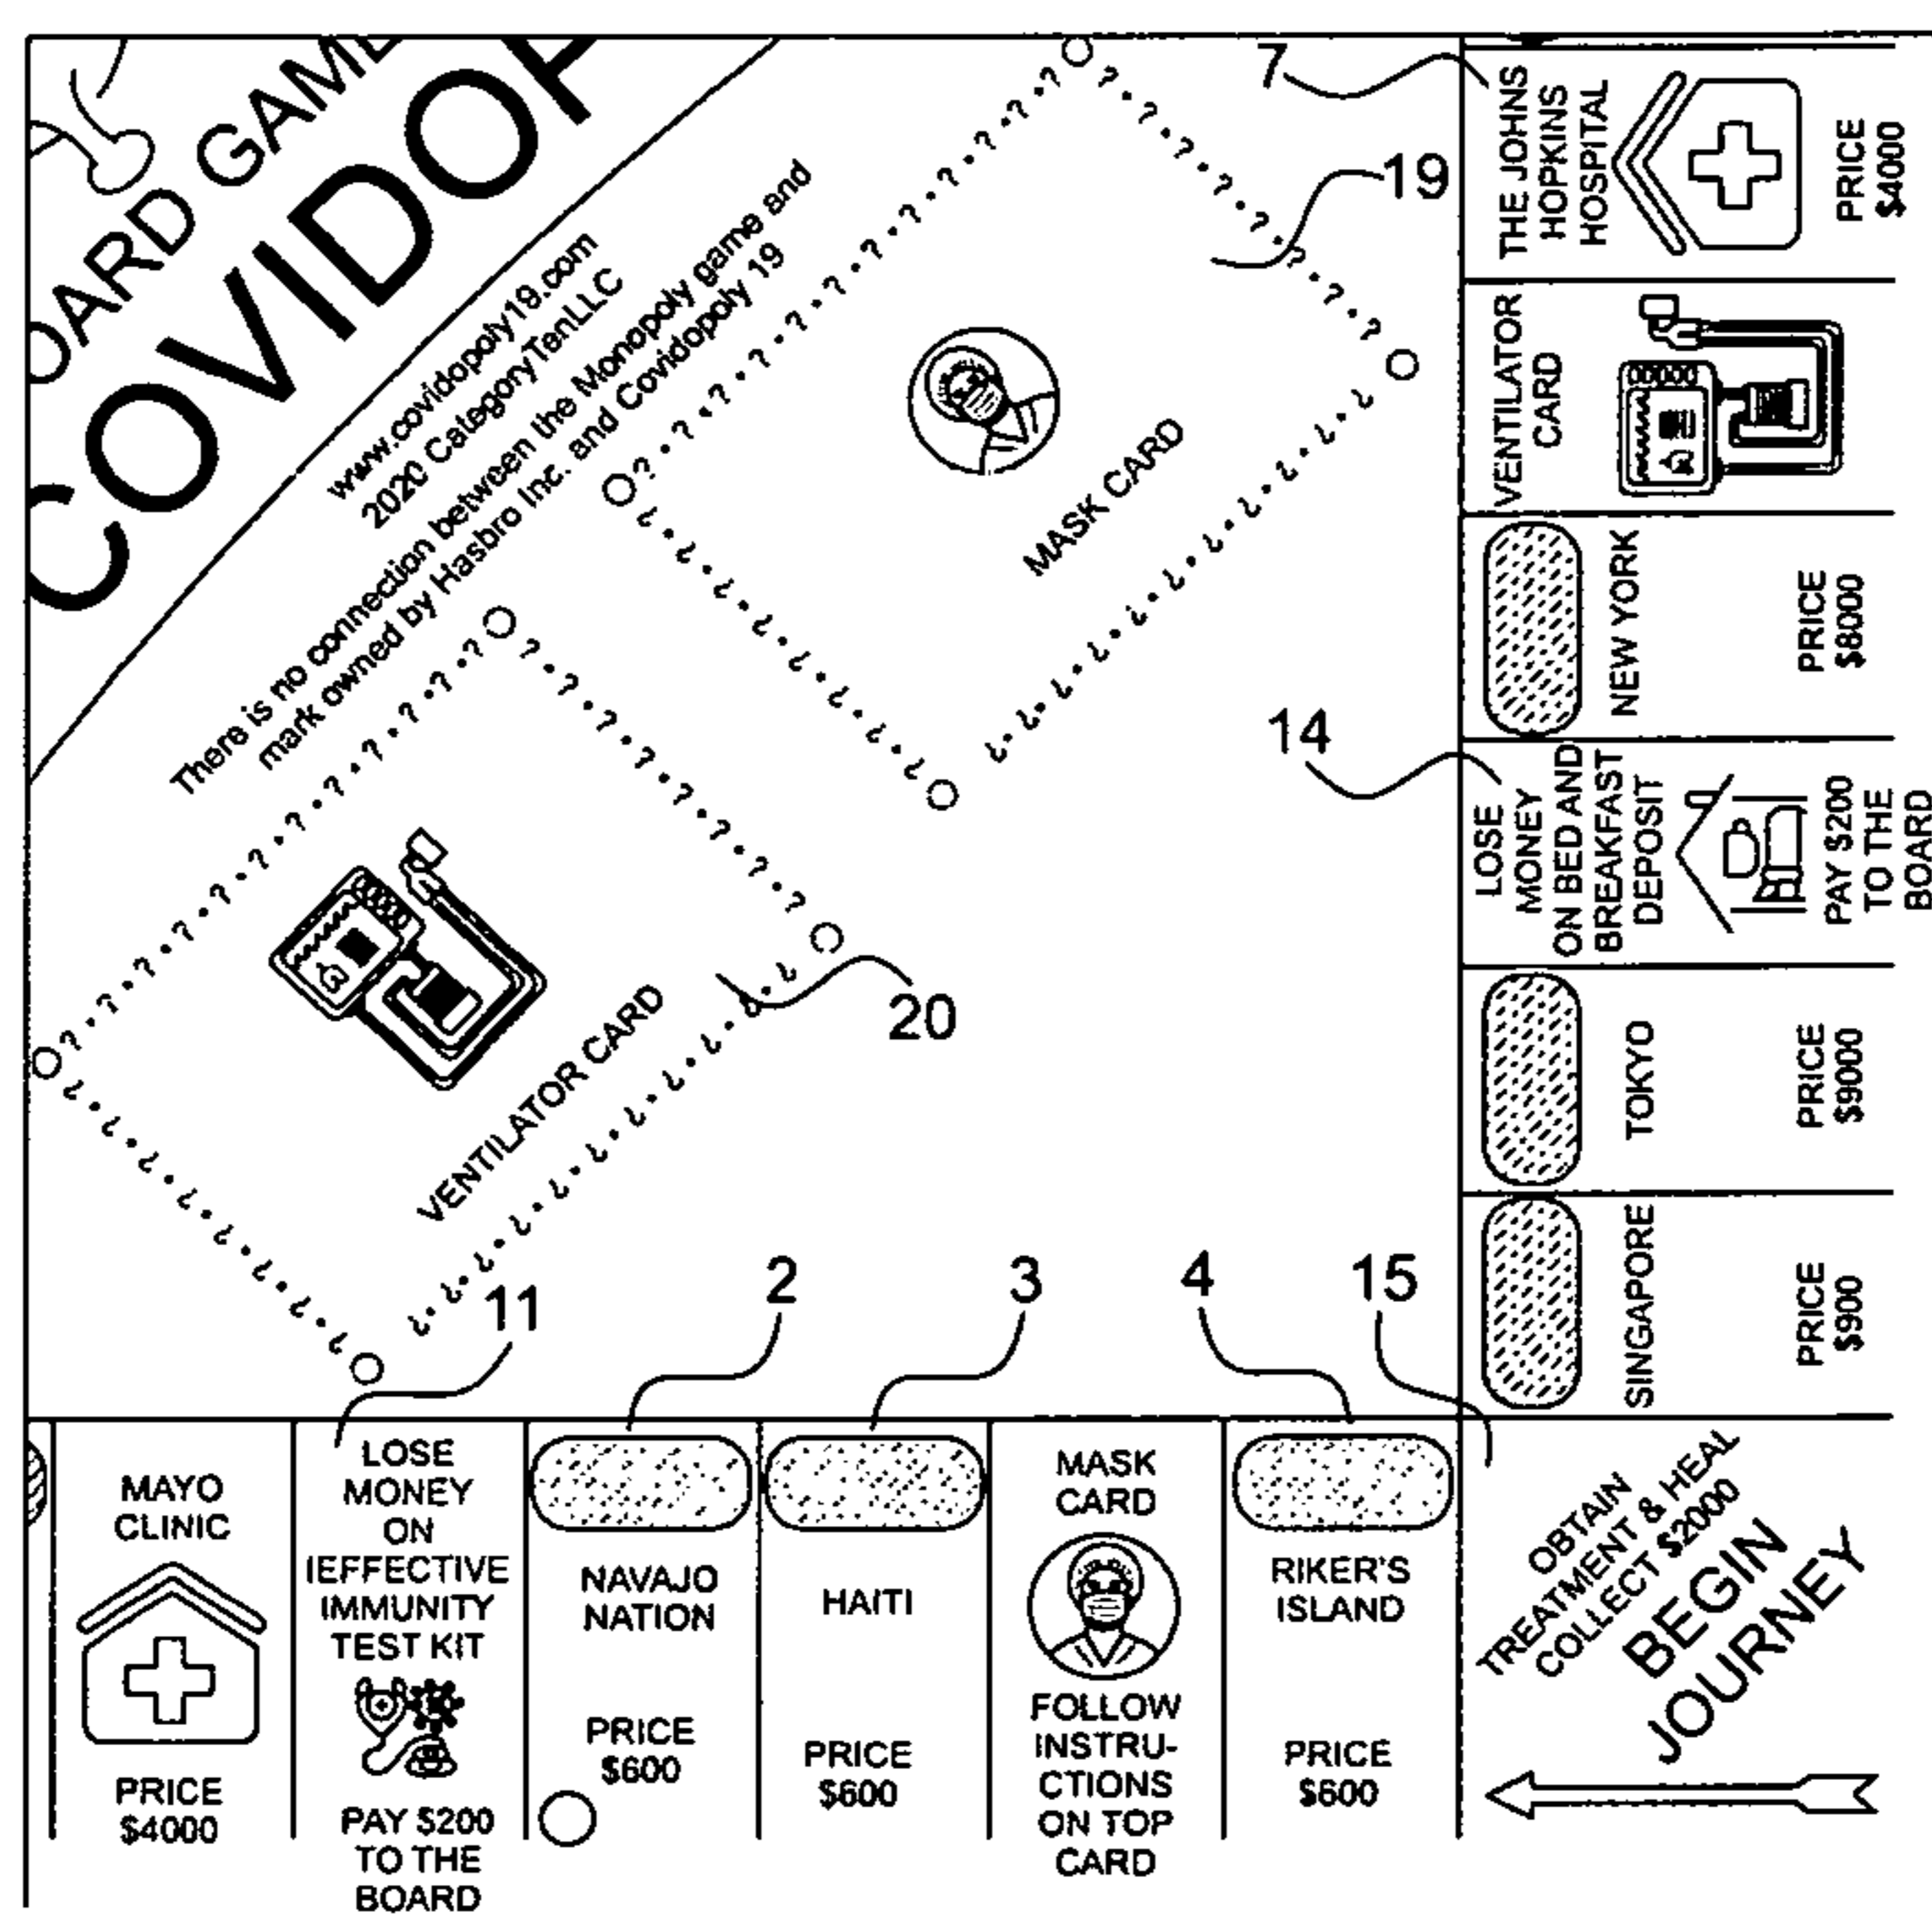 OARD GAME
COVIDOP
www.covidopoly19.com
2020 CategoryTenLLC
There is no connection between the Monopoly game and
mark owned by Hasbro Inc. and Covidopoly 19
7
19
MASK CARD
14
20
VENTILATOR CARD
11
2
3
4
15
THE JOHNS
HOPKINS
HOSPITAL
PRICE
$4000
VENTILATOR
CARD
NEW YORK
PRICE
$8000
LOSE
MONEY
ON BED AND
BREAKFAST
DEPOSIT
PAY $200
TO THE
BOARD
TOKYO
PRICE
$9000
SINGAPORE
PRICE
$900
MAYO
CLINIC
PRICE
$4000
LOSE
MONEY
ON
IEFFECTIVE
IMMUNITY
TEST KIT
PAY $200
TO THE
BOARD
NAVAJO
NATION
PRICE
$600
HAITI
PRICE
$600
MASK
CARD
FOLLOW
INSTRU-
CTIONS
ON TOP
CARD
RIKER'S
ISLAND
PRICE
$600
OBTAIN
TREATMENT & HEAL
COLLECT $2000
BEGIN
JOURNEY